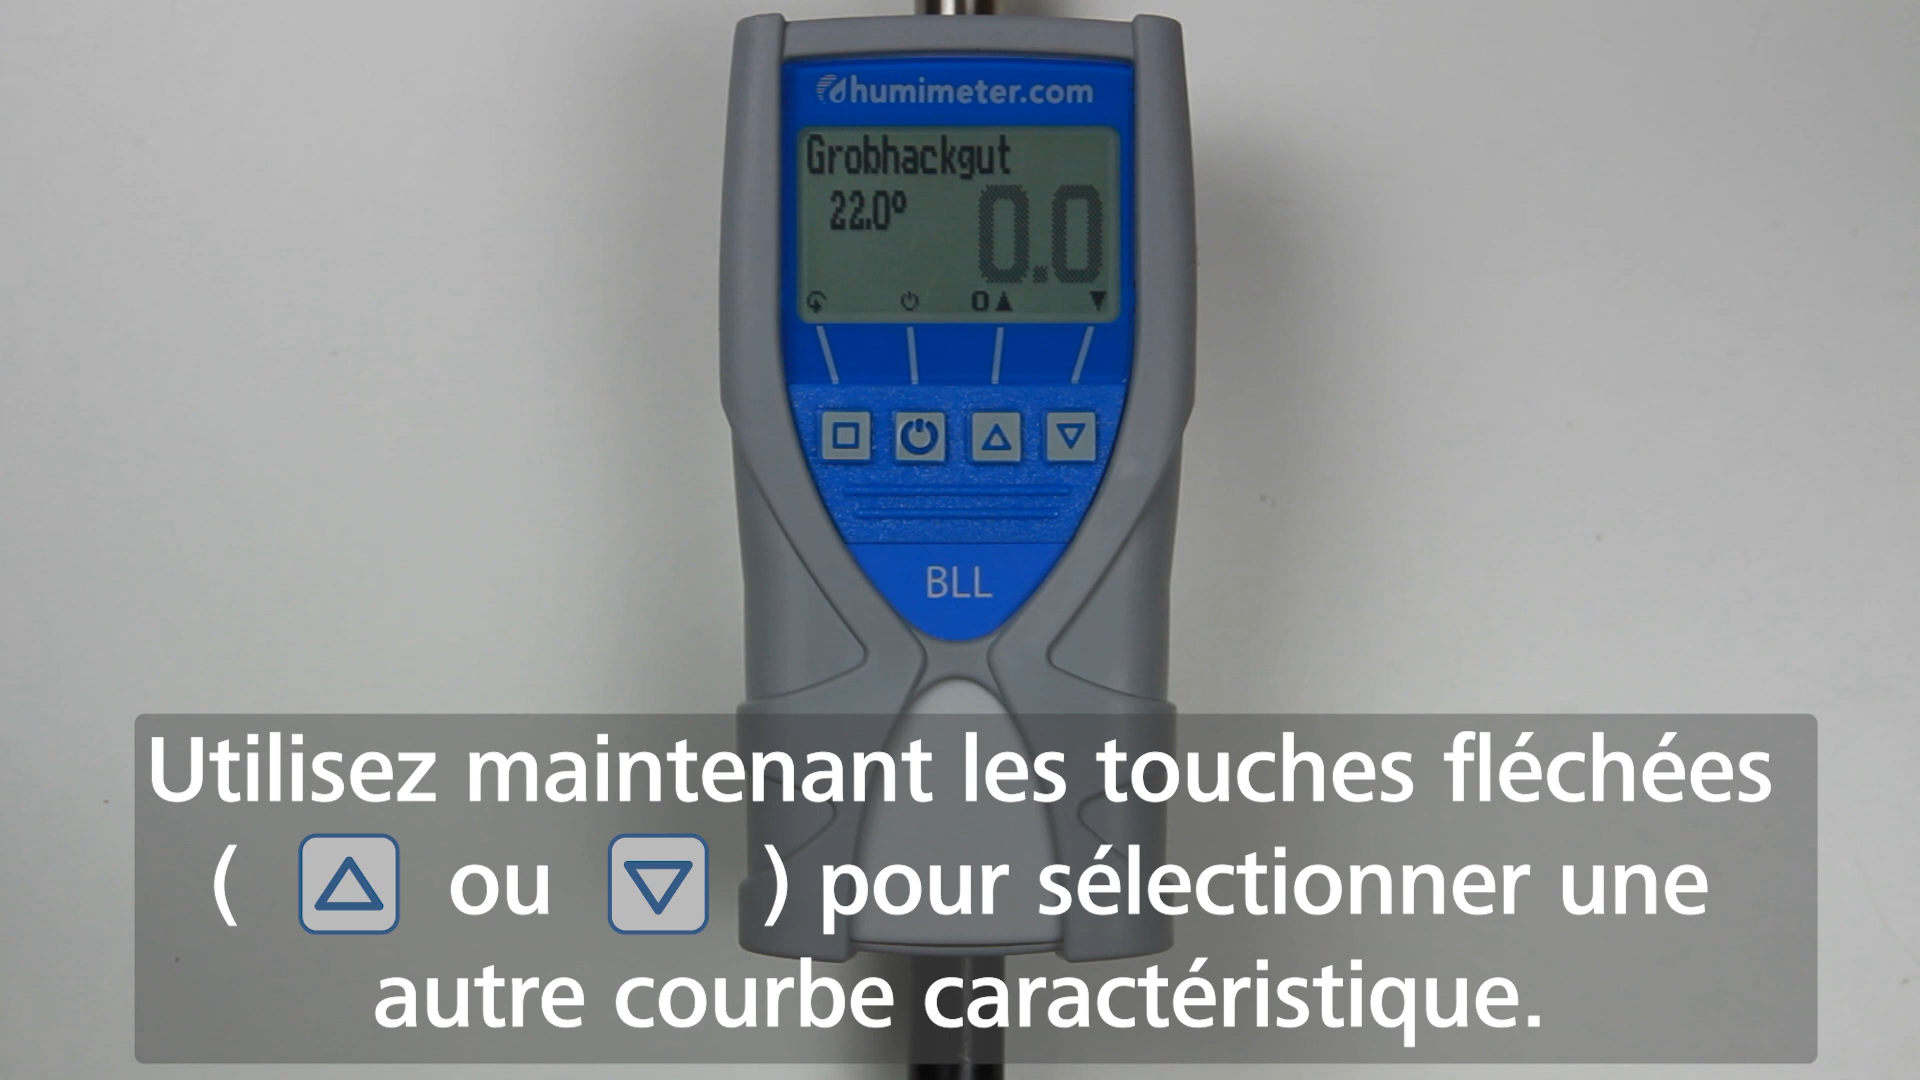 humimeter.com
Grobhackgut
22.0° 0.0
0▲ ▼
BLL
Utilisez maintenant les touches fléchées
( △ ou ▽ ) pour sélectionner une
autre courbe caractéristique.